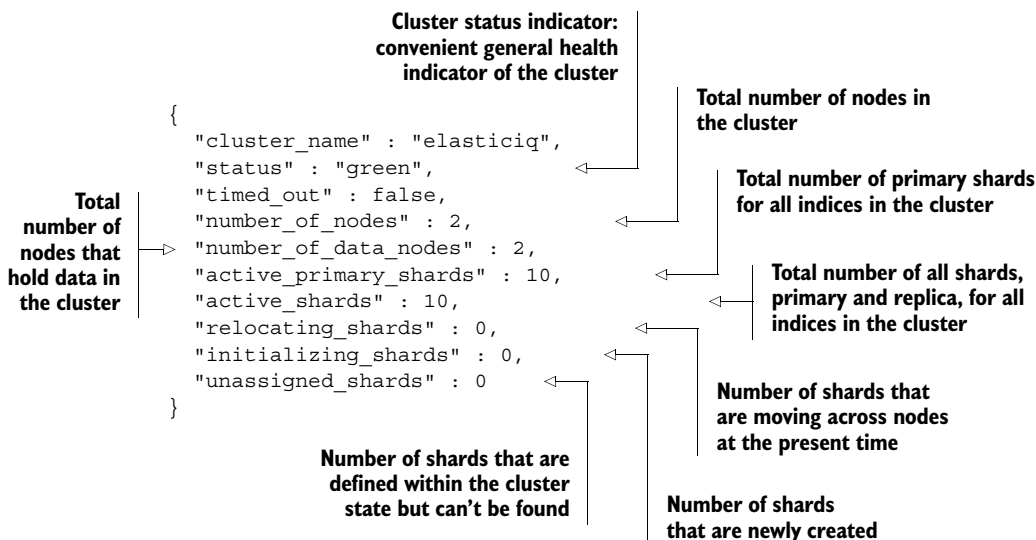 Cluster status indicator:
convenient general health
indicator of the cluster
Total number of nodes in
the cluster
{
"cluster_name" : "elasticiq",
"status" : "green",
"timed_out" : false,
"number_of_nodes" : 2,
"number_of_data_nodes" : 2,
"active_primary_shards" : 10,
"active_shards" : 10,
"relocating_shards" : 0,
"initializing_shards" : 0,
"unassigned_shards" : 0
}
Total
number of
nodes that
hold data in
the cluster
Total number of primary shards
for all indices in the cluster
Total number of all shards,
primary and replica, for all
indices in the cluster
Number of shards that
are moving across nodes
at the present time
Number of shards that are
defined within the cluster
state but can't be found
Number of shards
that are newly created